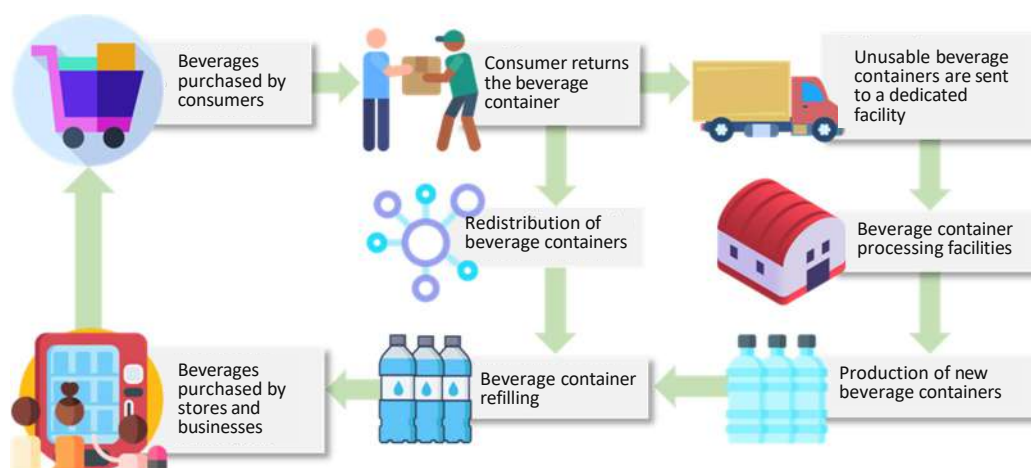 Beverages
purchased by
consumers
Consumer returns
the beverage
container
Unusable beverage
containers are sent
to a dedicated
facility
Redistribution of
beverage containers
Beverage container
processing facilities
Beverages
purchased by
stores and
businesses
Beverage container
refilling
Production of new
beverage containers